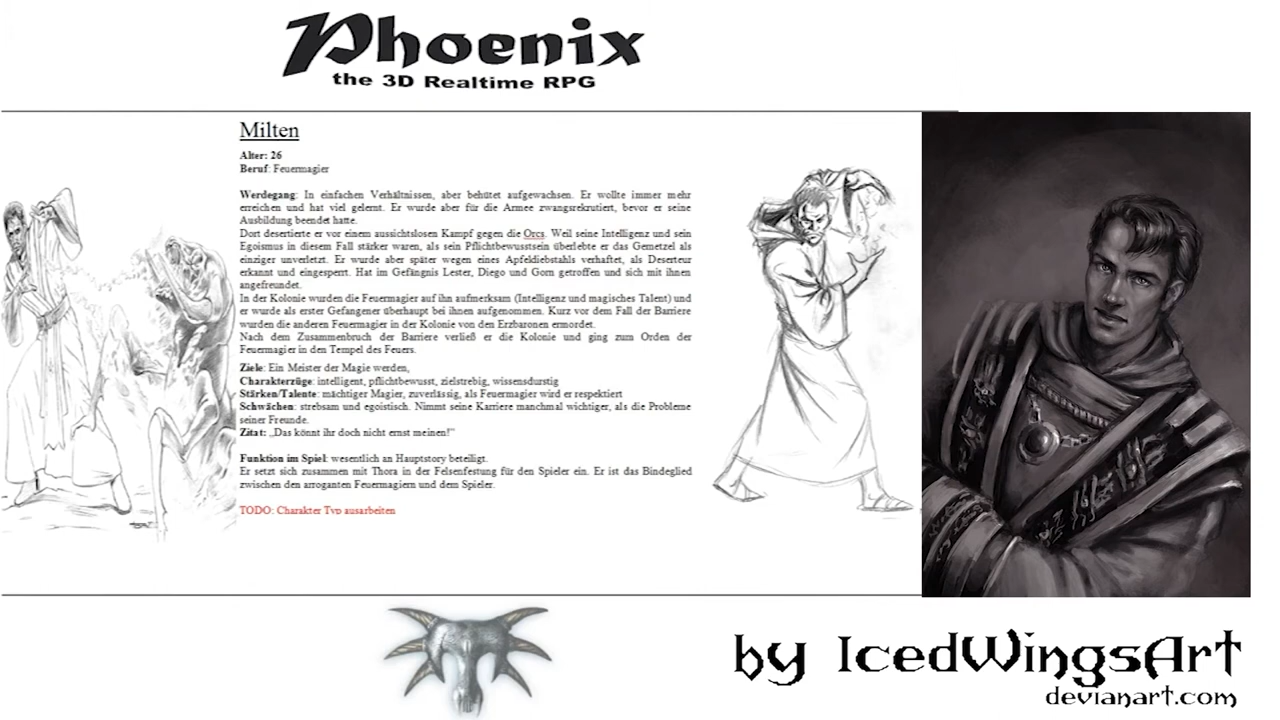 Phoenix
the 3D Realtime RPG
Milten
Alter: 26
Beruf: Feuermagier
Werdegang: In einfachen Verhältnissen, aber behütet aufgewachsen. Er wollte immer mehr
erreichen und hat viel gelernt. Er wurde aber für die Armee zwangsrekrutiert, bevor er seine
Ausbildung beendet hatte.
Dort desertierte er vor einem aussichtslosen Kampf gegen die Orcs. Weil seine Intelligenz und sein
Egoismus in diesem Fall stärker waren, als sein Pflichtbewusstsein überlebte er das Gemetzel als
einziger unverletzt. Er wurde aber später wegen eines Apfeldiebstahls verhaftet, als Deserteur
erkannt und eingesperrt. Hat im Gefängnis Lester, Diego und Gorn getroffen und sich mit ihnen
angefreundet.
In der Kolonie wurden die Feuermagier auf ihn aufmerksam (Intelligenz und magisches Talent) und
er wurde als erster Gefangener überhaupt bei ihnen aufgenommen. Kurz vor dem Fall der Barriere
wurden die anderen Feuermagier in der Kolonie von den Erzbaronen ermordet.
Nach dem Zusammenbruch der Barriere verließ er die Kolonie und ging zum Orden der
Feuermagier in den Tempel des Feuers.
Ziele: Ein Meister der Magie werden,
Charakterzüge: intelligent, pflichtbewusst, zielstrebig, wissensdurstig
Stärken/Talente: mächtiger Magier, zuverlässig, als Feuermagier wird er respektiert
Schwächen: strebsam und egoistisch. Nimmt seine Karriere manchmal wichtiger, als die Probleme
seiner Freunde.
Zitat: „Das könnt ihr doch nicht ernst meinen!“
Funktion im Spiel: wesentlich an Hauptstory beteiligt.
Er setzt sich zusammen mit Thora in der Felsenfestung für den Spieler ein. Er ist das Bindeglied
zwischen den arroganten Feuermagiern und dem Spieler.
TODO: Charakter Typ ausarbeiten
by IcedWingsArt
devianart.com